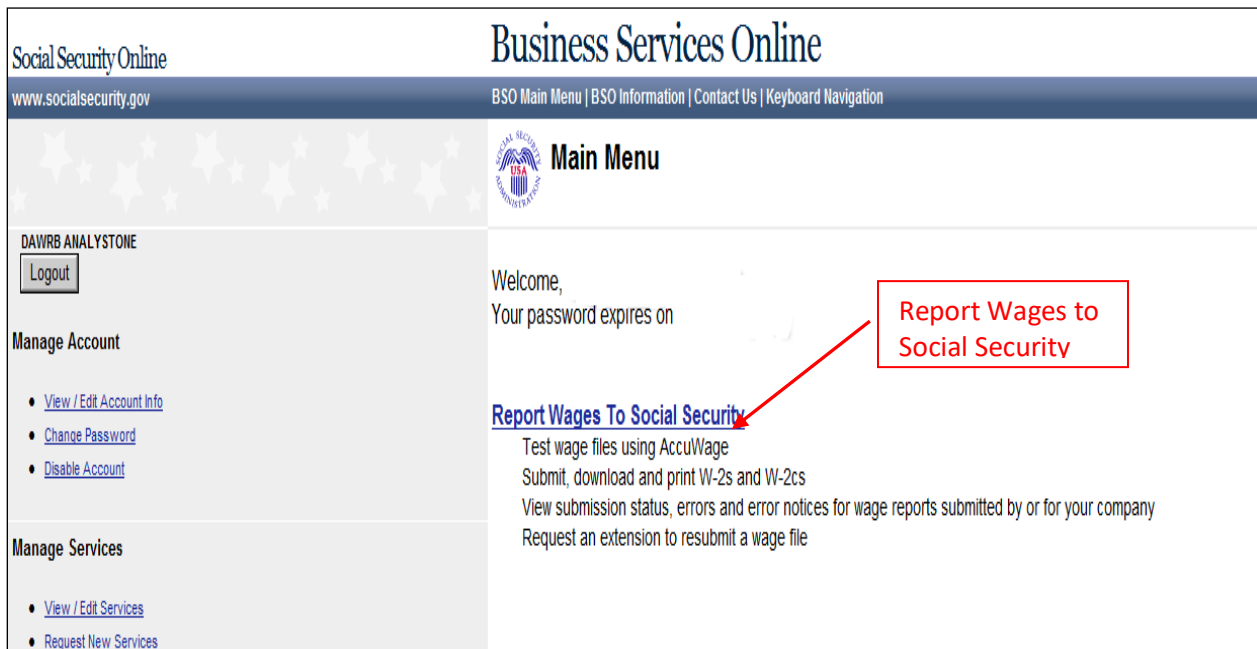 Social Security Online
Business Services Online
www.socialsecurity.gov
BSO Main Menu | BSO Information | Contact Us | Keyboard Navigation
SOCIAL SECURITY ADMINISTRATION
USA
Main Menu
DAWRB ANALYSTONE
Logout
Manage Account
View / Edit Account Info
Change Password
Disable Account
Manage Services
View / Edit Services
Request New Services
Welcome,
Your password expires on
Report Wages to
Social Security
Report Wages To Social Security
Test wage files using AccuWage
Submit, download and print W-2s and W-2cs
View submission status, errors and error notices for wage reports submitted by or for your company
Request an extension to resubmit a wage file